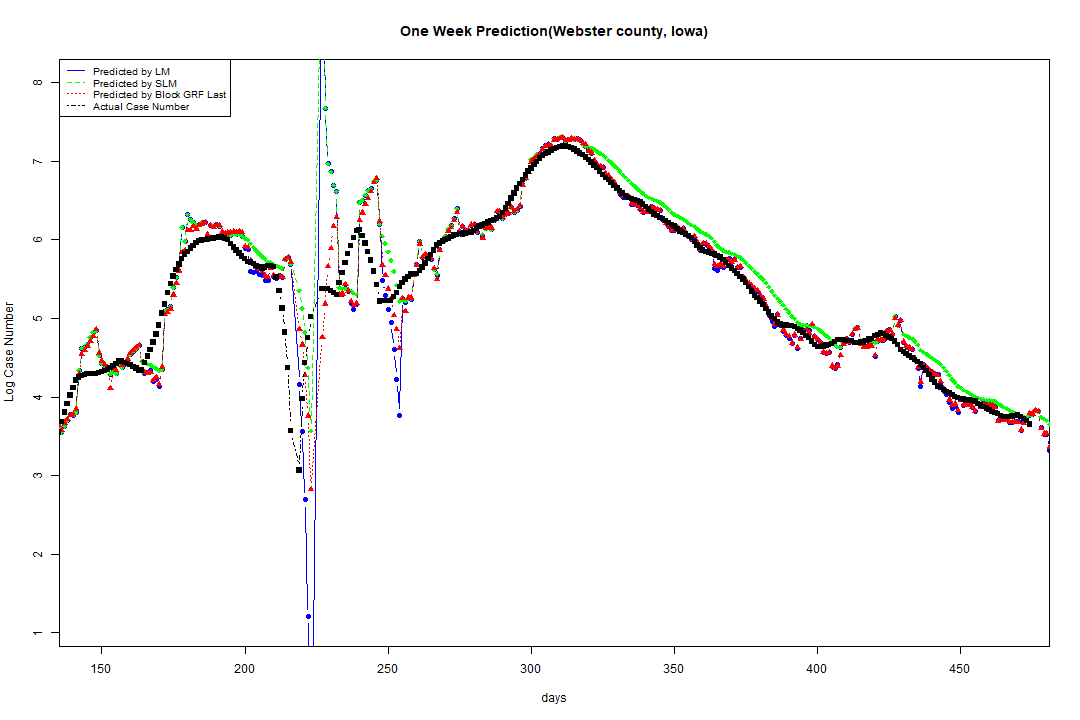 One Week Prediction(Webster county, Iowa)
Predicted by LM
Predicted by SLM
Predicted by Block GRF Last
Actual Case Number
Log Case Number
8
7
6
5
4
3
2
1
150 200 250 300 350 400 450
days